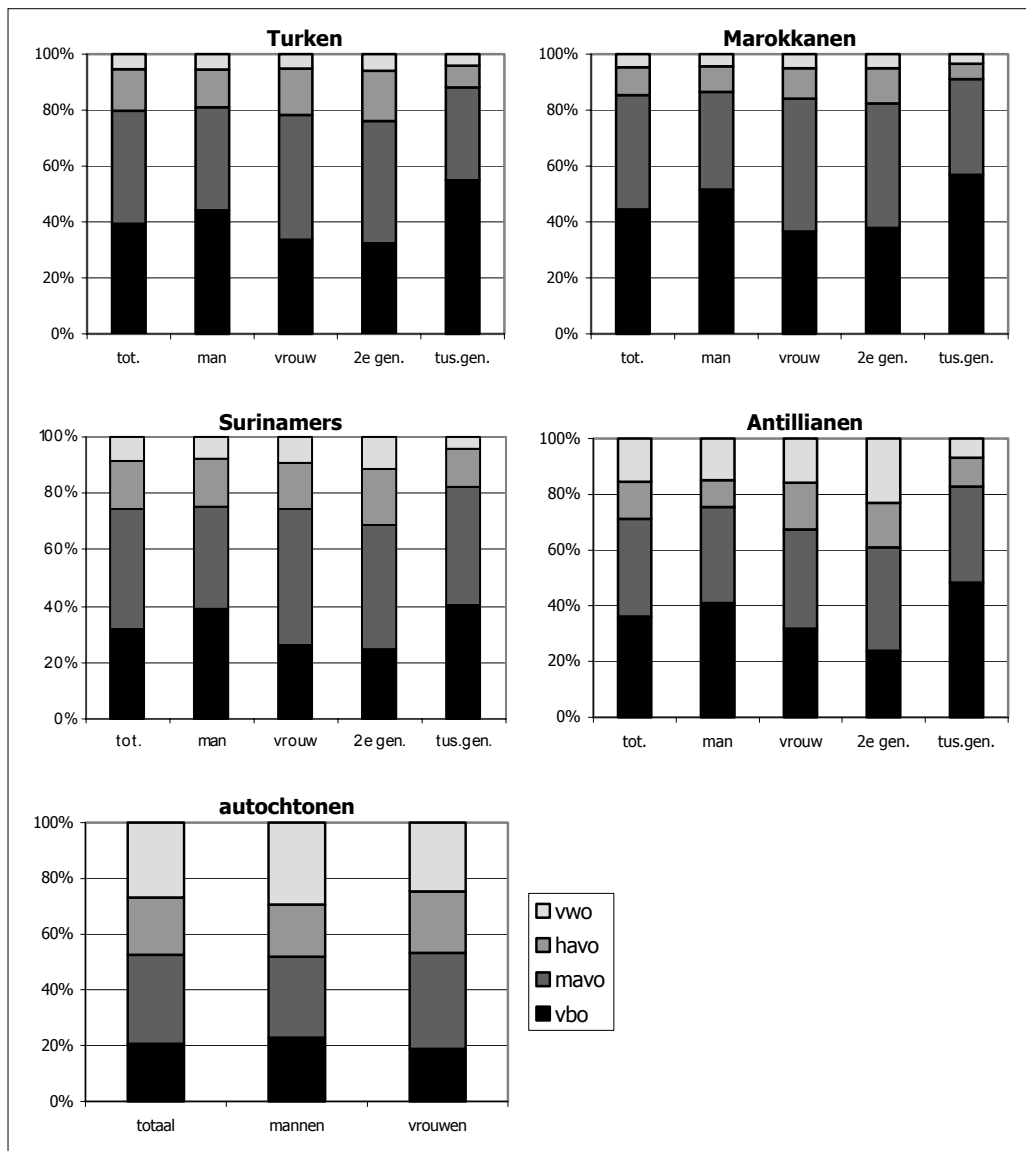 Turken
100%
80%
60%
40%
20%
0%
tot. man vrouw 2e gen. tus.gen.
Marokkanen
100%
80%
60%
40%
20%
0%
tot. man vrouw 2e gen. tus.gen.
Surinamers
100%
80%
60%
40%
20%
0%
tot. man vrouw 2e gen. tus.gen.
Antillianen
100%
80%
60%
40%
20%
0%
tot. man vrouw 2e gen. tus.gen.
autochtonen
100%
80%
60%
40%
20%
0%
totaal mannen vrouwen
vwo
havo
mavo
vbo